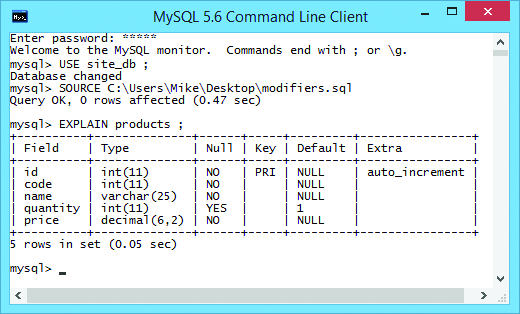 MySQL 5.6 Command Line Client
Enter password: *****
Welcome to the MySQL monitor.  Commands end with ; or \g.
mysql> USE site_db ;
Database changed
mysql> SOURCE C:\Users\Mike\Desktop\modifiers.sql
Query OK, 0 rows affected (0.47 sec)
mysql> EXPLAIN products ;
+----------+--------------+------+-----+---------+----------------+
| Field    | Type         | Null | Key | Default | Extra          |
+----------+--------------+------+-----+---------+----------------+
| id       | int(11)      | NO   | PRI | NULL    | auto_increment |
| code     | int(11)      | NO   |     | NULL    |                |
| name     | varchar(25)  | NO   |     | NULL    |                |
| quantity | int(11)      | YES  |     | 1       |                |
| price    | decimal(6,2) | NO   |     | NULL    |                |
+----------+--------------+------+-----+---------+----------------+
5 rows in set (0.05 sec)
mysql> _